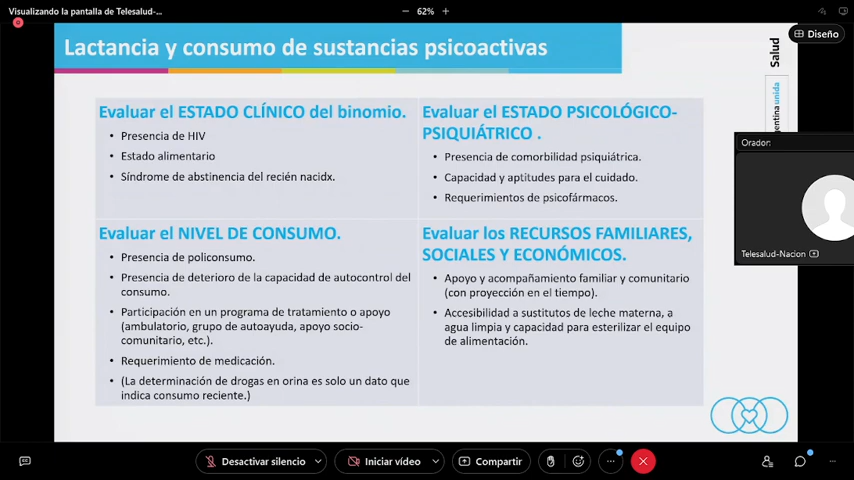 Visualizando la pantalla de Telesalud-...
62%
Diseño
Lactancia y consumo de sustancias psicoactivas
Salud
entina unida
Evaluar el ESTADO CLÍNICO del binomio.
• Presencia de HIV
• Estado alimentario
• Síndrome de abstinencia del recién nacidx.
Evaluar el ESTADO PSICOLÓGICO-
PSIQUIÁTRICO .
• Presencia de comorbilidad psiquiátrica.
• Capacidad y aptitudes para el cuidado.
• Requerimientos de psicofármacos.
Evaluar el NIVEL DE CONSUMO.
• Presencia de policonsumo.
• Presencia de deterioro de la capacidad de autocontrol del
consumo.
• Participación en un programa de tratamiento o apoyo
(ambulatorio, grupo de autoayuda, apoyo socio-
comunitario, etc.).
• Requerimiento de medicación.
• (La determinación de drogas en orina es solo un dato que
indica consumo reciente.)
Evaluar los RECURSOS FAMILIARES,
SOCIALES Y ECONÓMICOS.
• Apoyo y acompañamiento familiar y comunitario
(con proyección en el tiempo).
• Accesibilidad a sustitutos de leche materna, a
agua limpia y capacidad para esterilizar el equipo
de alimentación.
Orador:
Telesalud-Nacion
Desactivar silencio
Iniciar vídeo
Compartir